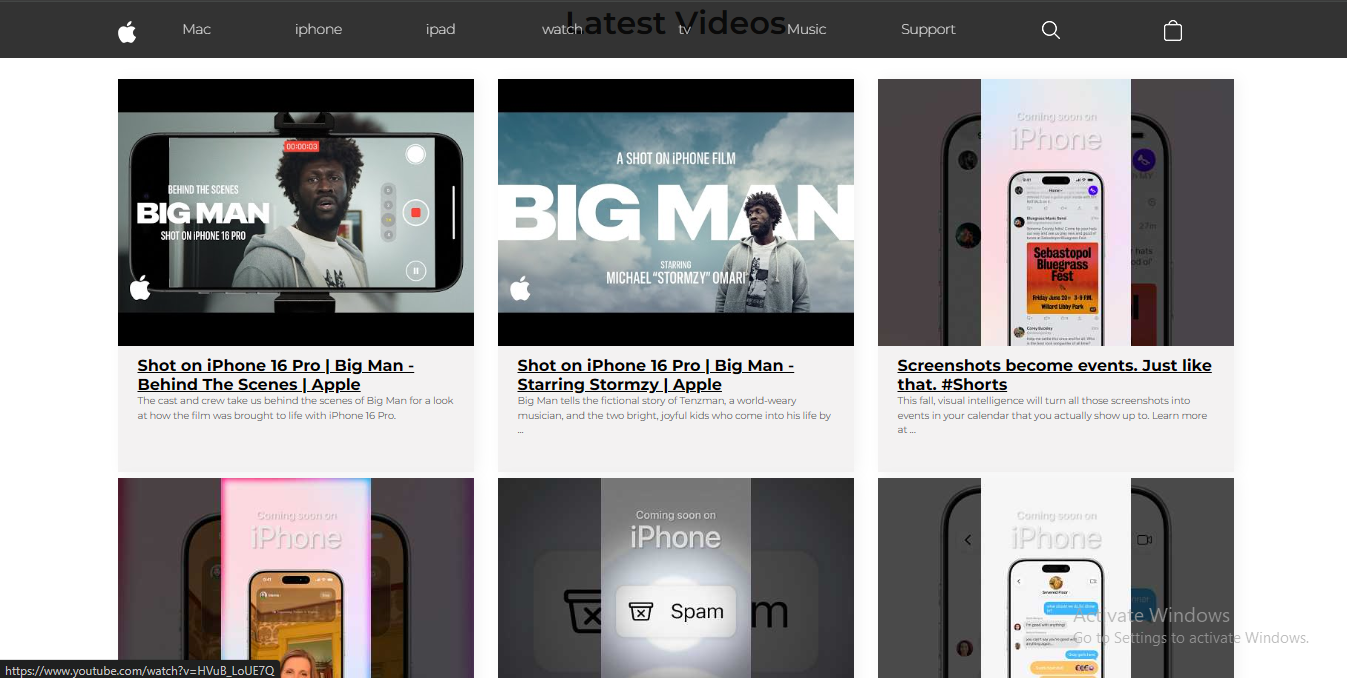 Latest Videos
Mac
iphone
ipad
watch
tv
Music
Support
00:00:03
BEHIND THE SCENES
BIG MAN
SHOT ON iPHONE 16 PRO
A SHOT ON iPHONE FILM
BIG MAN
STARRING
MICHAEL "STORMZY" OMARI
Coming soon on
iPhone
Sebastopol
Bluegrass
Fest
Friday June 20th 3-9 P.M.
Willard Libby Park
Shot on iPhone 16 Pro | Big Man -
Behind The Scenes | Apple
The cast and crew take us behind the scenes of Big Man for a look
at how the film was brought to life with iPhone 16 Pro.
Shot on iPhone 16 Pro | Big Man -
Starring Stormzy | Apple
Big Man tells the fictional story of Tenzman, a world-weary
musician, and the two bright, joyful kids who come into his life by
...
Screenshots become events. Just like
that. #Shorts
This fall, visual intelligence will turn all those screenshots into
events in your calendar that you actually show up to. Learn more
at ...
Coming soon on
iPhone
Coming soon on
iPhone
Spam
m
Coming soon on
iPhone
Activate Windows
Go to Settings to activate Windows.
https://www.youtube.com/watch?v=HVuB_LoUE7Q